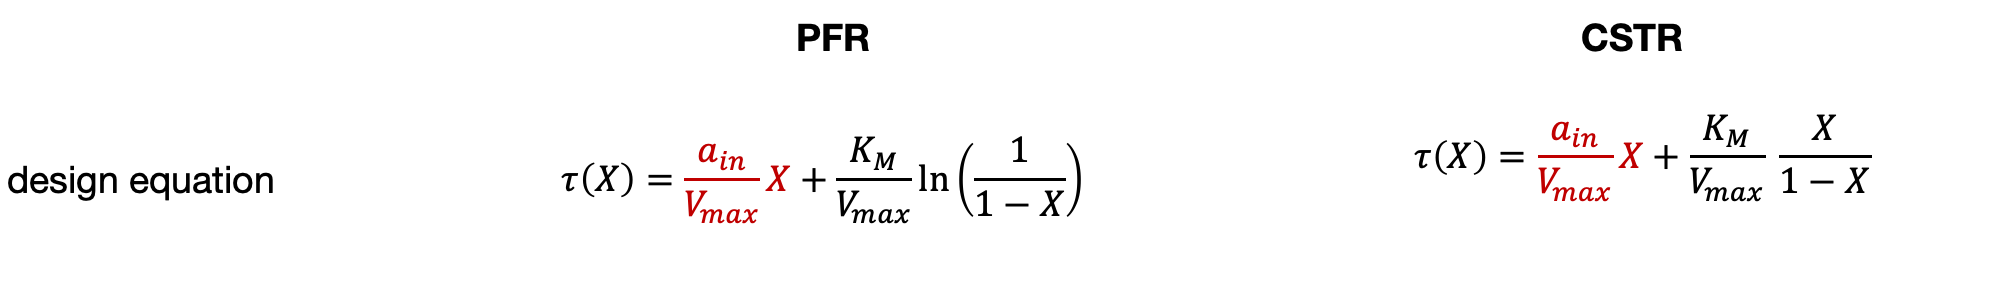 PFR CSTR
design equation τ(X) = a_in/V_max X + K_M/V_max ln(1/(1 − X)) τ(X) = a_in/V_max X + K_M/V_max X/(1 − X)